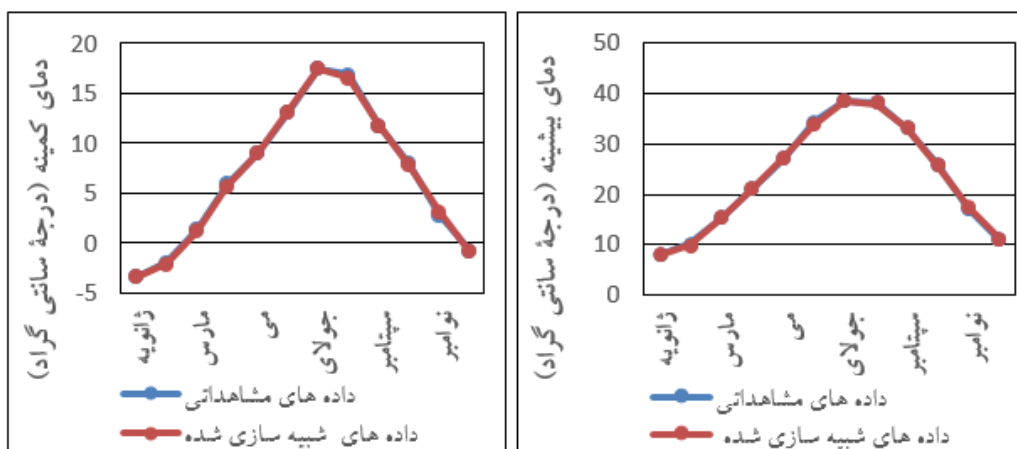 دمای کمینه (درجهٔ سانتی گراد)
20
15
10
5
0
-5
ژانویه
مارس
می
جولای
سپتامبر
نوامبر
داده های مشاهداتی
داده های شبیه سازی شده
دمای بیشینه (درجهٔ سانتی گراد)
50
40
30
20
10
0
ژانویه
مارس
می
جولای
سپتامبر
نوامبر
داده های مشاهداتی
داده های شبیه سازی شده